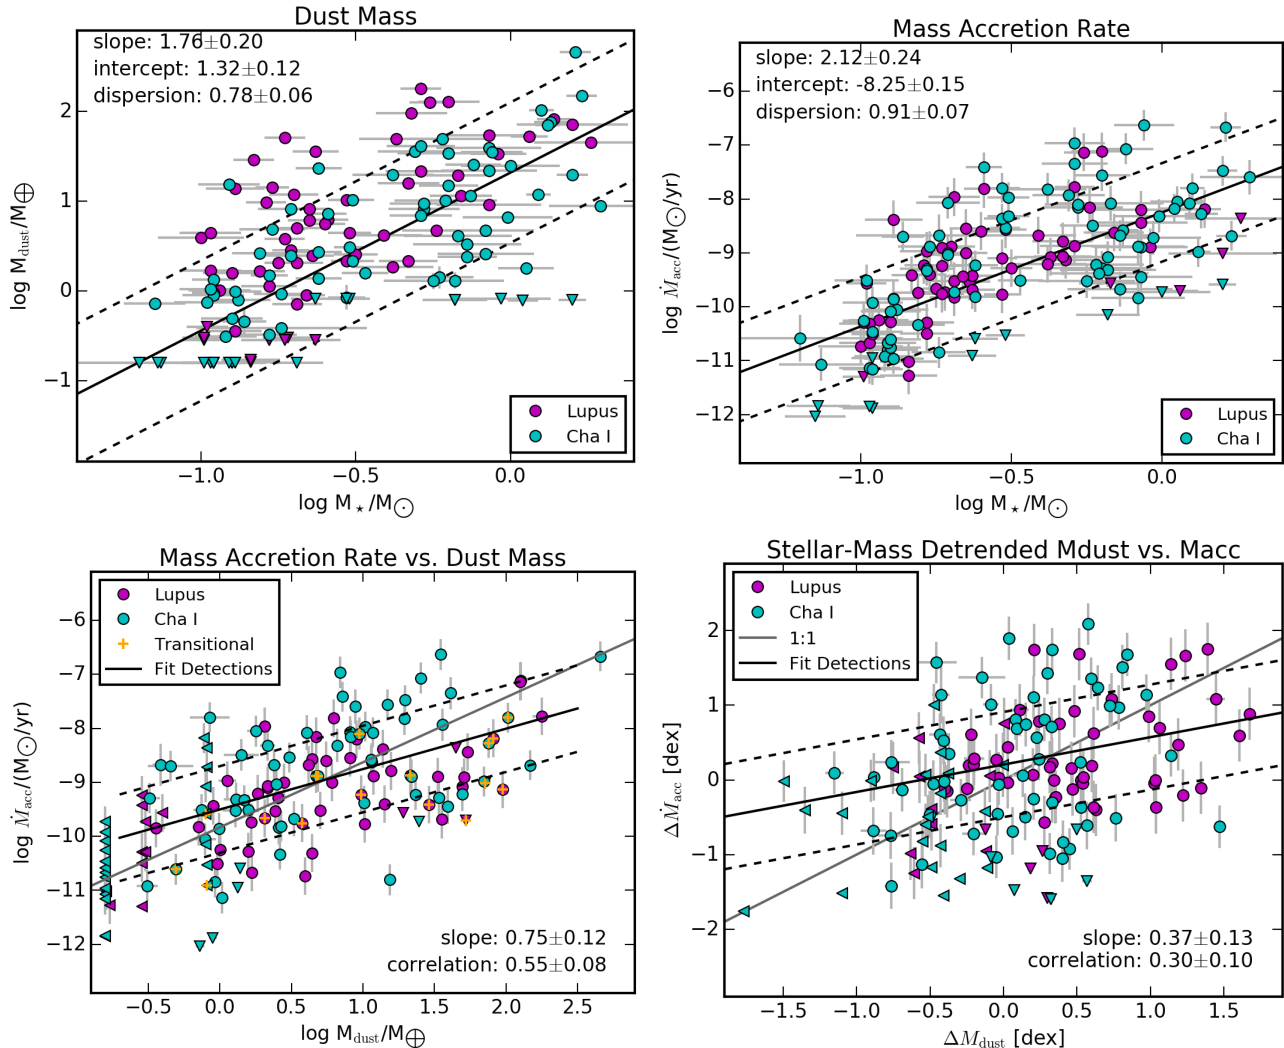 Dust Mass
slope: 1.76±0.20
intercept: 1.32±0.12
dispersion: 0.78±0.06
log M_dust/M⊕
2
1
0
−1
Lupus
Cha I
−1.0 −0.5 0.0
log M⋆/M⊙
Mass Accretion Rate
slope: 2.12±0.24
intercept: -8.25±0.15
dispersion: 0.91±0.07
log Ṁ_acc/(M⊙/yr)
−6
−7
−8
−9
−10
−11
−12
Lupus
Cha I
−1.0 −0.5 0.0
log M⋆/M⊙
Mass Accretion Rate vs. Dust Mass
Lupus
Cha I
Transitional
Fit Detections
log Ṁ_acc/(M⊙/yr)
−6
−7
−8
−9
−10
−11
−12
slope: 0.75±0.12
correlation: 0.55±0.08
−0.5 0.0 0.5 1.0 1.5 2.0 2.5
log M_dust/M⊕
Stellar-Mass Detrended Mdust vs. Macc
Lupus
Cha I
1:1
Fit Detections
ΔM_acc [dex]
2
1
0
−1
−2
slope: 0.37±0.13
correlation: 0.30±0.10
−1.5 −1.0 −0.5 0.0 0.5 1.0 1.5
ΔM_dust [dex]